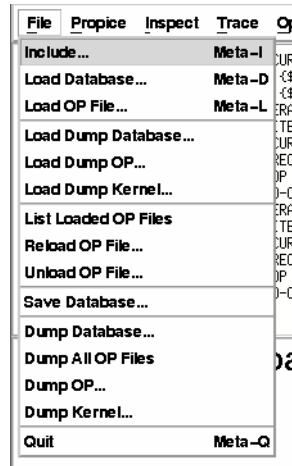 File Propice Inspect Trace Op
Include... Meta-I
Load Database... Meta-D
Load OP File... Meta-L
Load Dump Database...
Load Dump OP...
Load Dump Kernel...
List Loaded OP Files
Reload OP File...
Unload OP File...
Save Database...
Dump Database...
Dump All OP Files
Dump OP...
Dump Kernel...
Quit Meta-Q